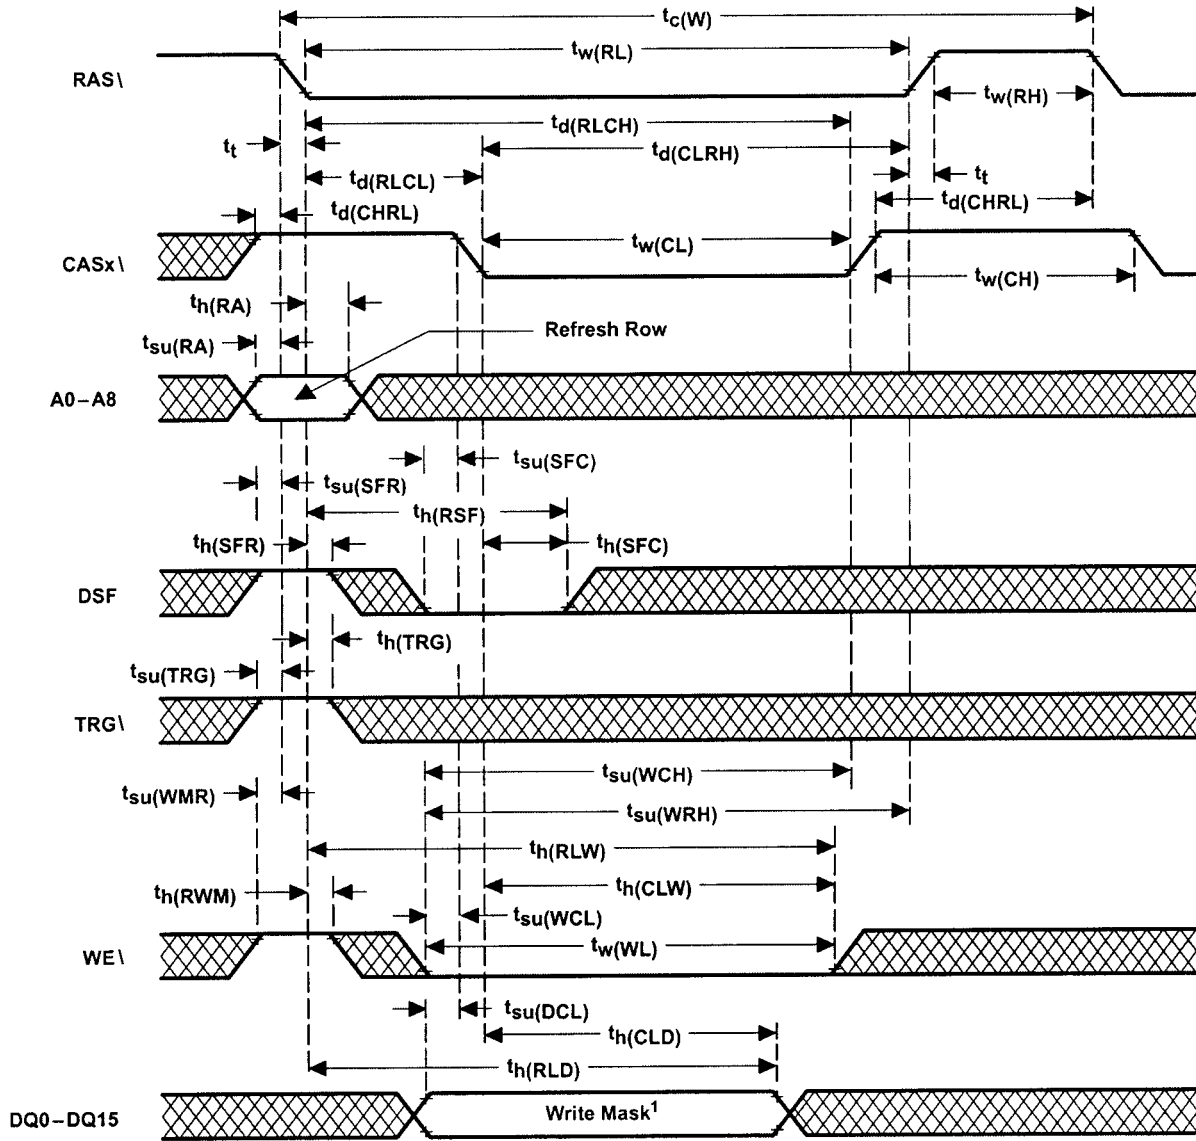 tc(W)
tw(RL)
RAS\
tw(RH)
td(RLCH)
tt
td(CLRH)
td(RLCL)
tt
td(CHRL)
td(CHRL)
CASx\
tw(CL)
tw(CH)
th(RA)
Refresh Row
tsu(RA)
A0–A8
tsu(SFC)
tsu(SFR)
th(RSF)
th(SFR)
th(SFC)
DSF
th(TRG)
tsu(TRG)
TRG\
tsu(WCH)
tsu(WMR)
tsu(WRH)
th(RLW)
th(RWM)
th(CLW)
tsu(WCL)
WE\
tw(WL)
tsu(DCL)
th(CLD)
th(RLD)
DQ0–DQ15
Write Mask1